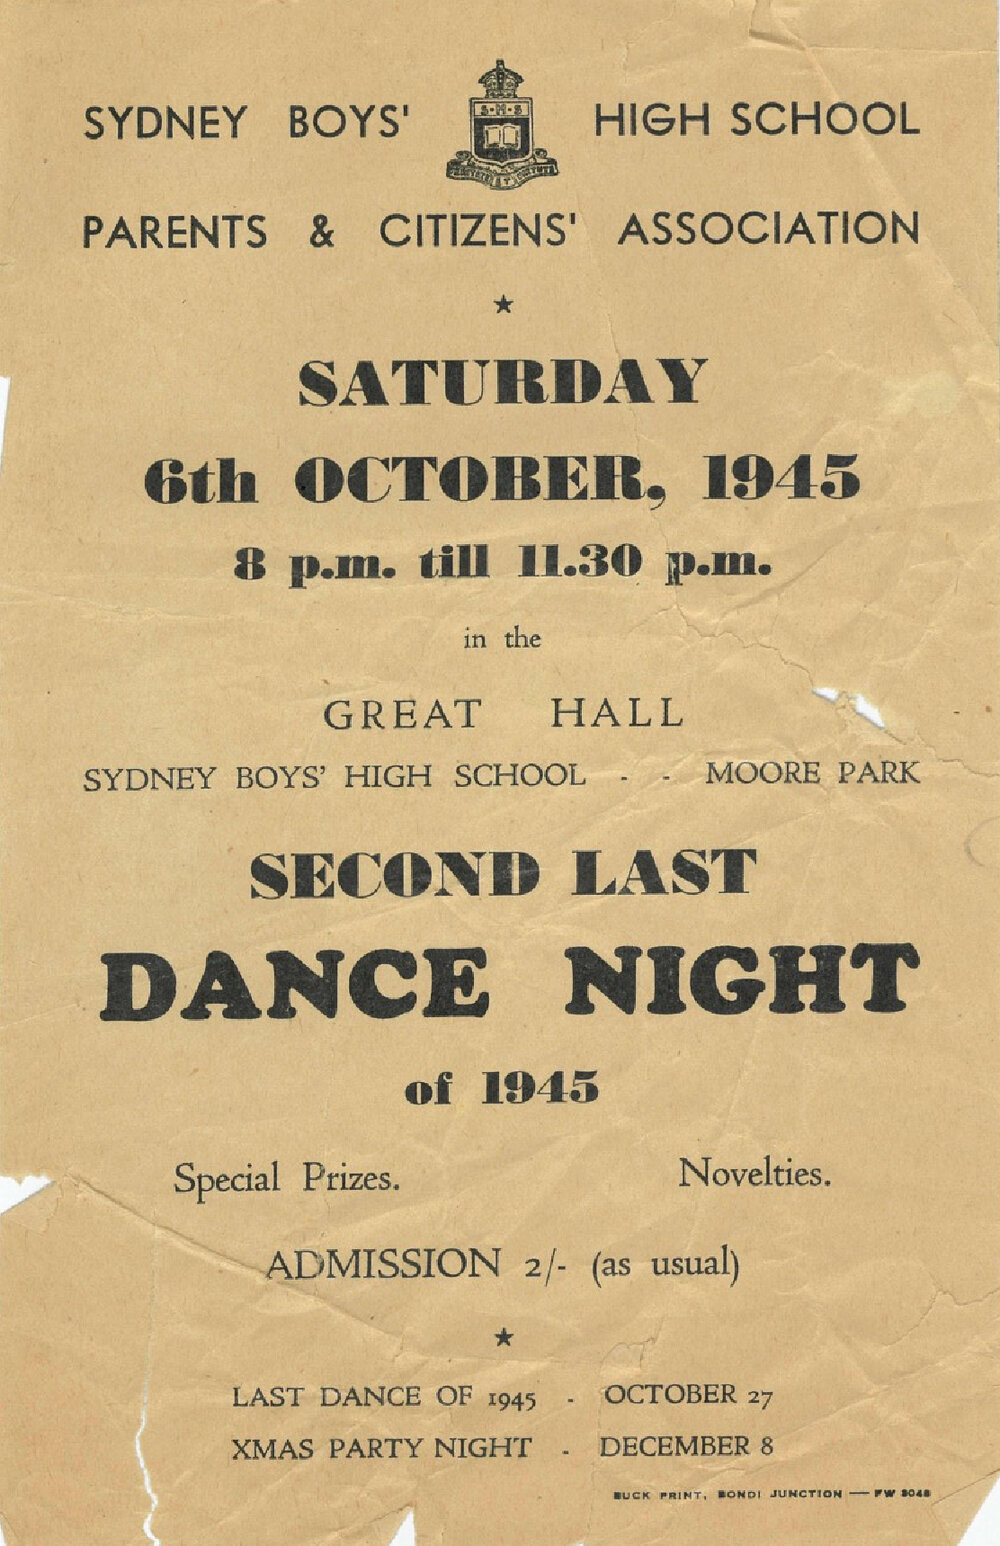 SYDNEY BOYS' HIGH SCHOOL
S·H·S
PARENTS & CITIZENS' ASSOCIATION
SATURDAY
6th OCTOBER, 1945
8 p.m. till 11.30 p.m.
in the
GREAT HALL
SYDNEY BOYS' HIGH SCHOOL - - MOORE PARK
SECOND LAST
DANCE NIGHT
of 1945
Special Prizes. Novelties.
ADMISSION 2/- (as usual)
LAST DANCE OF 1945 - OCTOBER 27
XMAS PARTY NIGHT - DECEMBER 8
BUCK PRINT, BONDI JUNCTION — FW 3048